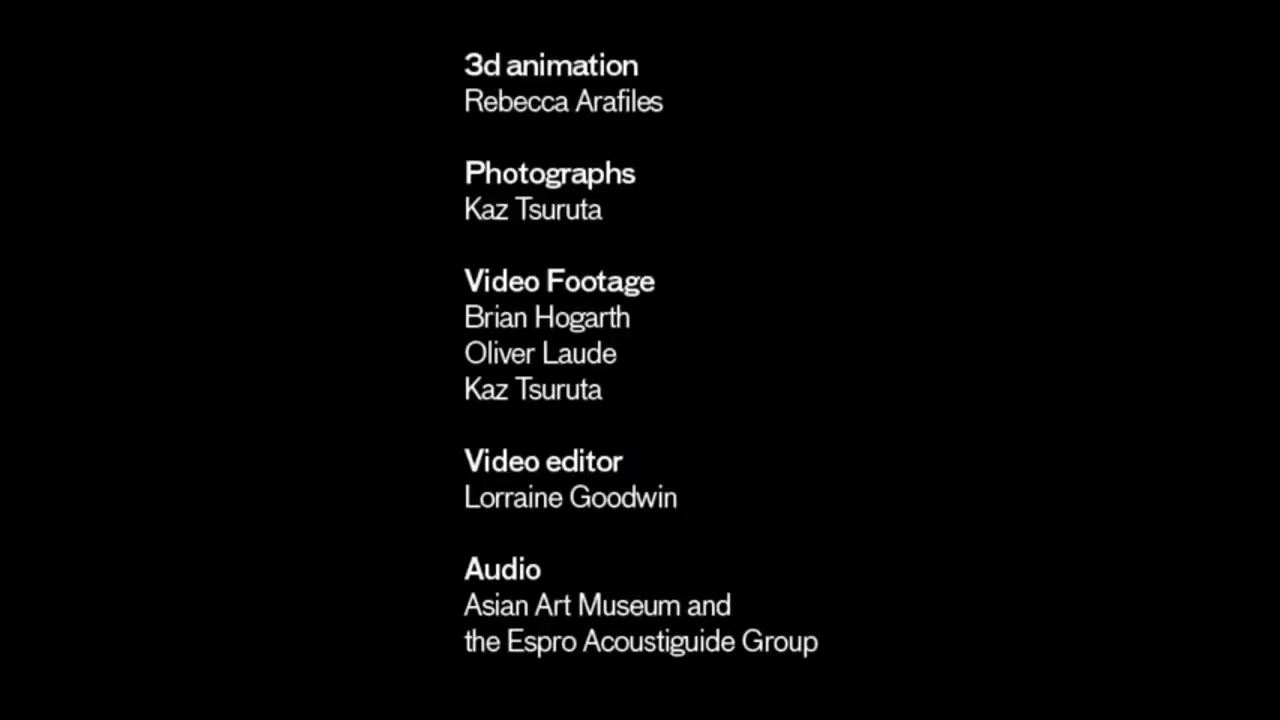 3d animation
Rebecca Arafiles
Photographs
Kaz Tsuruta
Video Footage
Brian Hogarth
Oliver Laude
Kaz Tsuruta
Video editor
Lorraine Goodwin
Audio
Asian Art Museum and
the Espro Acoustiguide Group